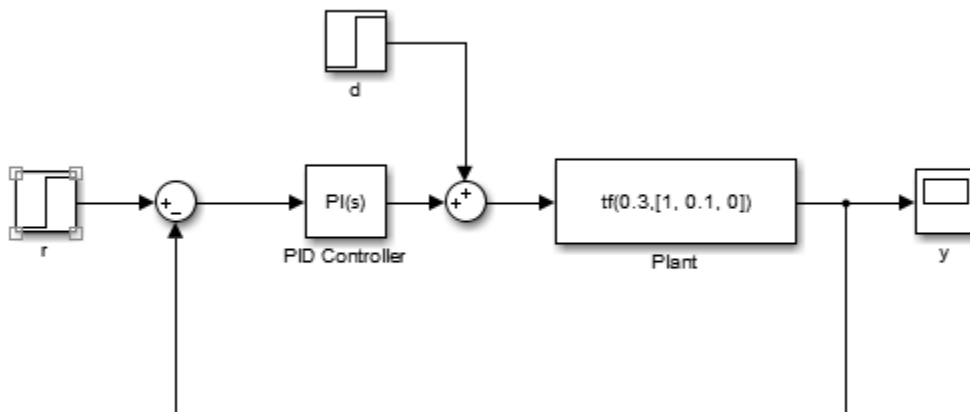 d
r
+
−
PI(s)
PID Controller
+
+
tf(0.3,[1, 0.1, 0])
Plant
y